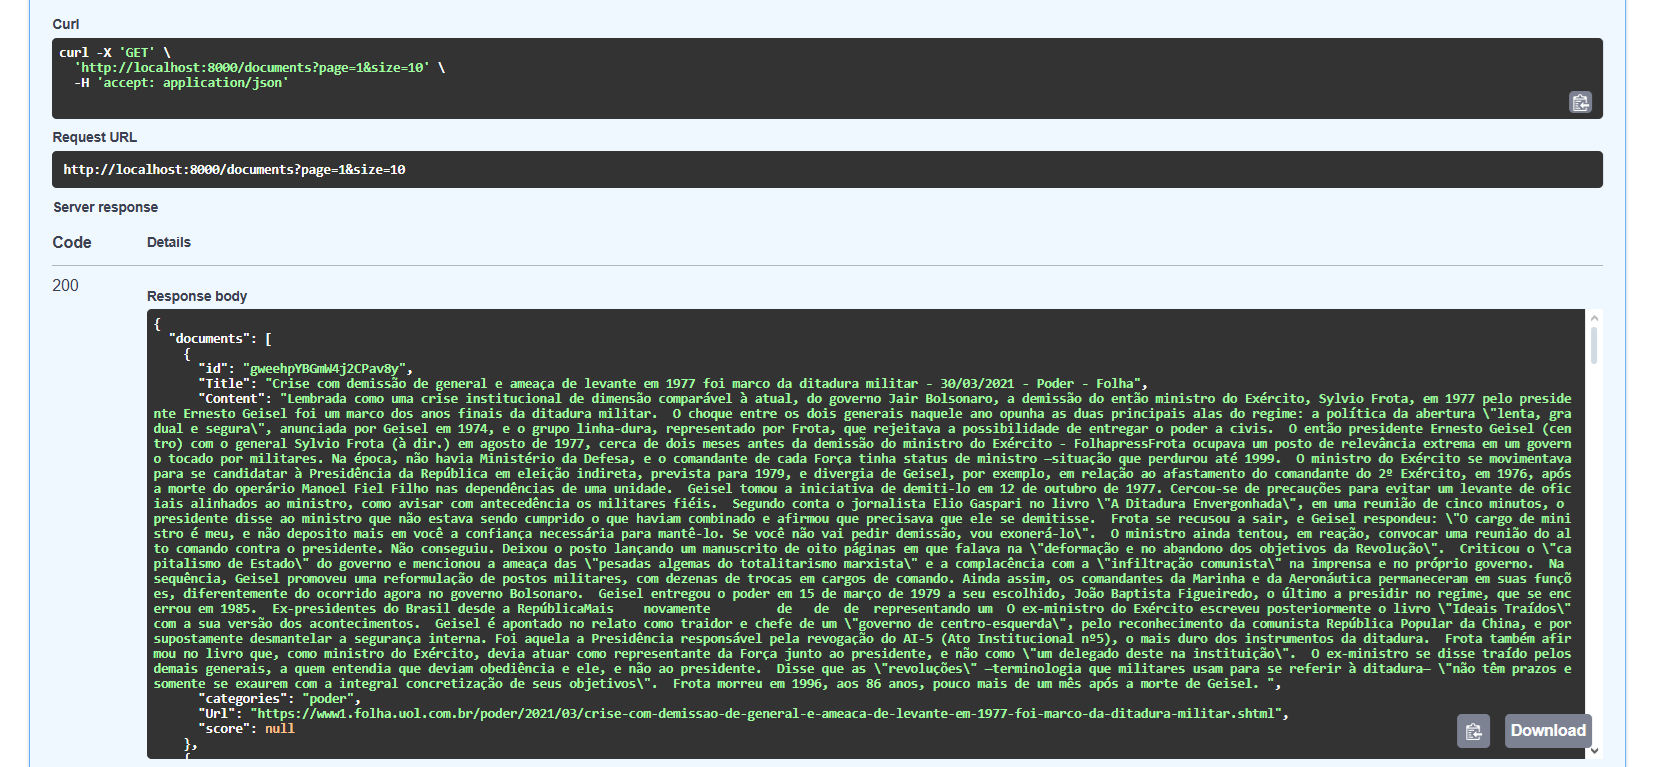 Curl
curl -X 'GET' \
'http://localhost:8000/documents?page=1&size=10' \
-H 'accept: application/json'
Request URL
http://localhost:8000/documents?page=1&size=10
Server response
Code Details
200
Response body
{
"documents": [
{
"id": "gweehpYBGmW4j2CPav8y",
"Title": "Crise com demissão de general e ameaça de levante em 1977 foi marco da ditadura militar - 30/03/2021 - Poder - Folha",
"Content": "Lembrada como uma crise institucional de dimensão comparável à atual, do governo Jair Bolsonaro, a demissão do então ministro do Exército, Sylvio Frota, em 1977 pelo preside
nte Ernesto Geisel foi um marco dos anos finais da ditadura militar.  O choque entre os dois generais naquele ano opunha as duas principais alas do regime: a política da abertura \"lenta, gra
dual e segura\", anunciada por Geisel em 1974, e o grupo linha-dura, representado por Frota, que rejeitava a possibilidade de entregar o poder a civis.  O então presidente Ernesto Geisel (cen
tro) com o general Sylvio Frota (à dir.) em agosto de 1977, cerca de dois meses antes da demissão do ministro do Exército - FolhapressFrota ocupava um posto de relevância extrema em um govern
o tocado por militares. Na época, não havia Ministério da Defesa, e o comandante de cada Força tinha status de ministro —situação que perdurou até 1999.  O ministro do Exército se movimentava
para se candidatar à Presidência da República em eleição indireta, prevista para 1979, e divergia de Geisel, por exemplo, em relação ao afastamento do comandante do 2º Exército, em 1976, após
a morte do operário Manoel Fiel Filho nas dependências de uma unidade.  Geisel tomou a iniciativa de demiti-lo em 12 de outubro de 1977. Cercou-se de precauções para evitar um levante de ofic
iais alinhados ao ministro, como avisar com antecedência os militares fiéis.  Segundo conta o jornalista Elio Gaspari no livro \"A Ditadura Envergonhada\", em uma reunião de cinco minutos, o
presidente disse ao ministro que não estava sendo cumprido o que haviam combinado e afirmou que precisava que ele se demitisse.  Frota se recusou a sair, e Geisel respondeu: \"O cargo de mini
stro é meu, e não deposito mais em você a confiança necessária para mantê-lo. Se você não vai pedir demissão, vou exonerá-lo\".  O ministro ainda tentou, em reação, convocar uma reunião do al
to comando contra o presidente. Não conseguiu. Deixou o posto lançando um manuscrito de oito páginas em que falava na \"deformação e no abandono dos objetivos da Revolução\".  Criticou o \"ca
pitalismo de Estado\" do governo e mencionou a ameaça das \"pesadas algemas do totalitarismo marxista\" e a complacência com a \"infiltração comunista\" na imprensa e no próprio governo.  Na
sequência, Geisel promoveu uma reformulação de postos militares, com dezenas de trocas em cargos de comando. Ainda assim, os comandantes da Marinha e da Aeronáutica permaneceram em suas funçõ
es, diferentemente do ocorrido agora no governo Bolsonaro.  Geisel entregou o poder em 15 de março de 1979 a seu escolhido, João Baptista Figueiredo, o último a presidir no regime, que se enc
errou em 1985.  Ex-presidentes do Brasil desde a RepúblicaMais    novamente         de   de  de  representando um  O ex-ministro do Exército escreveu posteriormente o livro \"Ideais Traídos\"
com a sua versão dos acontecimentos.  Geisel é apontado no relato como traidor e chefe de um \"governo de centro-esquerda\", pelo reconhecimento da comunista República Popular da China, e por
supostamente desmantelar a segurança interna. Foi aquela a Presidência responsável pela revogação do AI-5 (Ato Institucional nº5), o mais duro dos instrumentos da ditadura.  Frota também afir
mou no livro que, como ministro do Exército, devia atuar como representante da Força junto ao presidente, e não como \"um delegado deste na instituição\".  O ex-ministro se disse traído pelos
demais generais, a quem entendia que deviam obediência e ele, e não ao presidente.  Disse que as \"revoluções\" —terminologia que militares usam para se referir à ditadura— \"não têm prazos e
somente se exaurem com a integral concretização de seus objetivos\".  Frota morreu em 1996, aos 86 anos, pouco mais de um mês após a morte de Geisel. ",
"categories": "poder",
"Url": "https://www1.folha.uol.com.br/poder/2021/03/crise-com-demissao-de-general-e-ameaca-de-levante-em-1977-foi-marco-da-ditadura-militar.shtml",
"score": null
},
{
Download